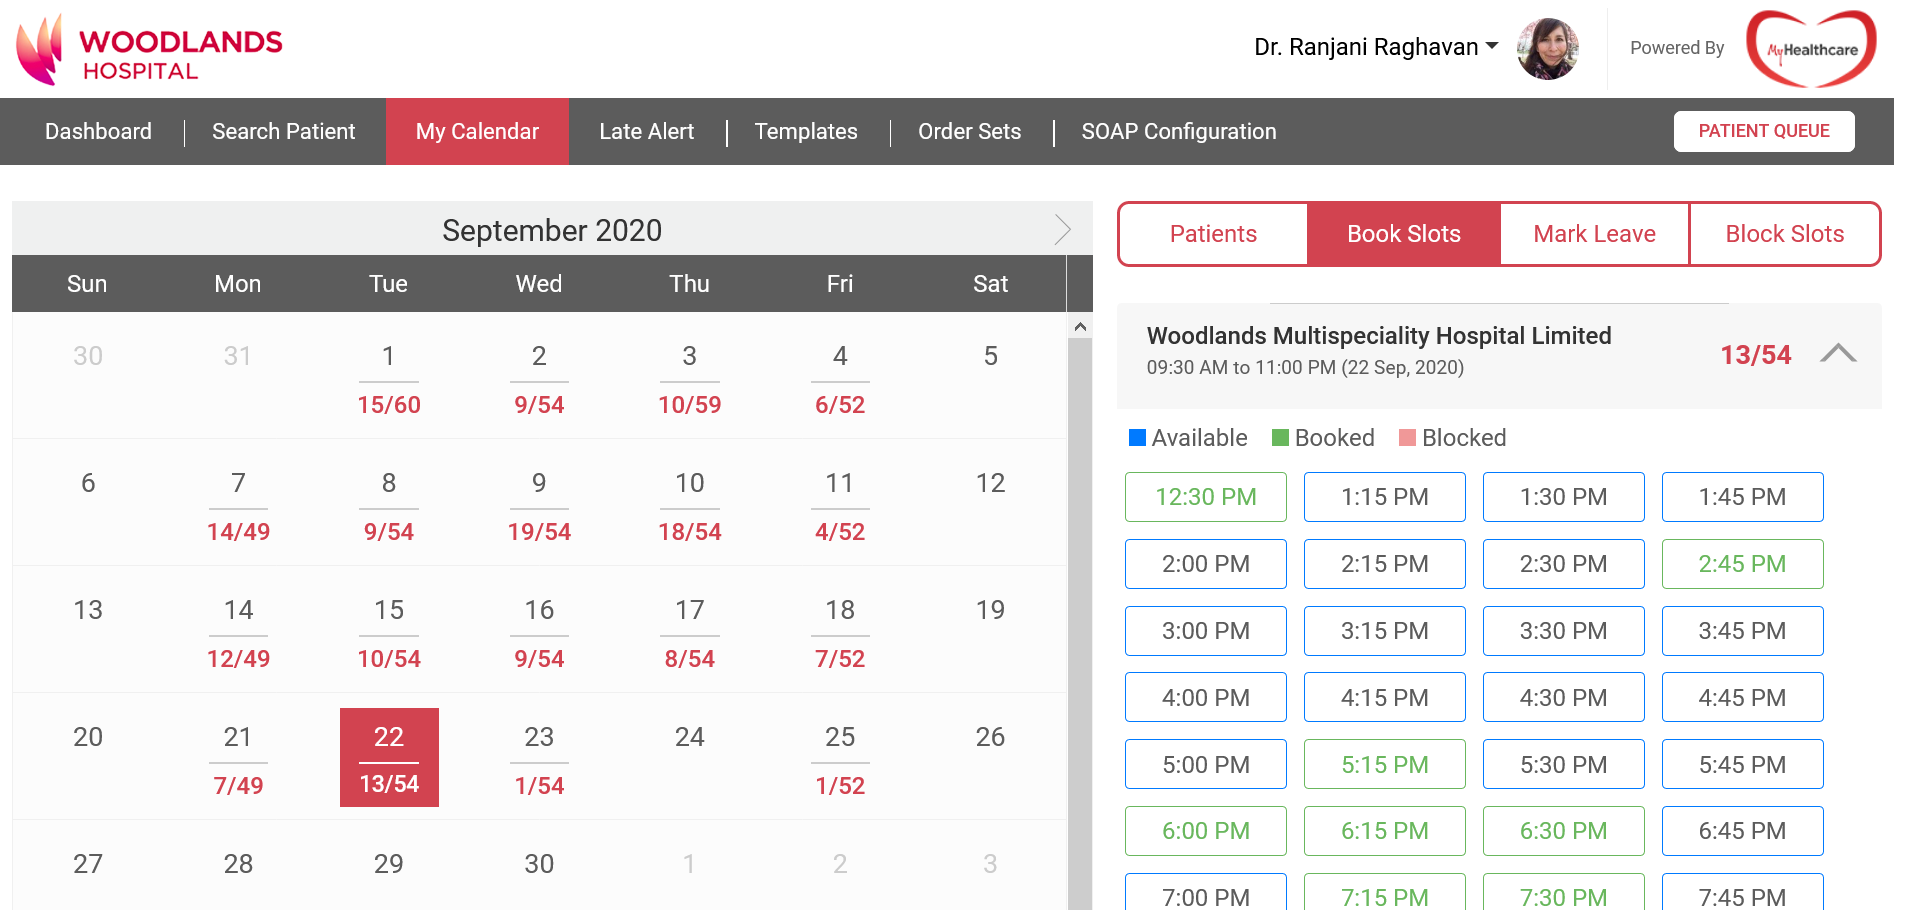 WOODLANDS
HOSPITAL
Dr. Ranjani Raghavan
Powered By
MyHealthcare
Dashboard
Search Patient
My Calendar
Late Alert
Templates
Order Sets
SOAP Configuration
PATIENT QUEUE
September 2020
Sun Mon Tue Wed Thu Fri Sat
30 31 1 2 3 4 5
15/60 9/54 10/59 6/52
6 7 8 9 10 11 12
14/49 9/54 19/54 18/54 4/52
13 14 15 16 17 18 19
12/49 10/54 9/54 8/54 7/52
20 21 22 23 24 25 26
7/49 13/54 1/54 1/52
27 28 29 30 1 2 3
Patients Book Slots Mark Leave Block Slots
Woodlands Multispeciality Hospital Limited
09:30 AM to 11:00 PM (22 Sep, 2020)
13/54
Available Booked Blocked
12:30 PM 1:15 PM 1:30 PM 1:45 PM
2:00 PM 2:15 PM 2:30 PM 2:45 PM
3:00 PM 3:15 PM 3:30 PM 3:45 PM
4:00 PM 4:15 PM 4:30 PM 4:45 PM
5:00 PM 5:15 PM 5:30 PM 5:45 PM
6:00 PM 6:15 PM 6:30 PM 6:45 PM
7:00 PM 7:15 PM 7:30 PM 7:45 PM